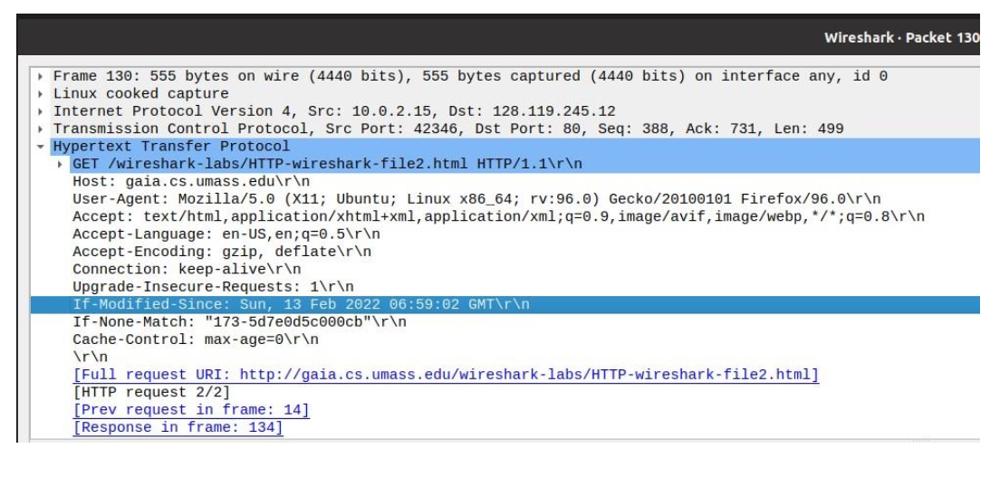 Wireshark · Packet 130
Frame 130: 555 bytes on wire (4440 bits), 555 bytes captured (4440 bits) on interface any, id 0
Linux cooked capture
Internet Protocol Version 4, Src: 10.0.2.15, Dst: 128.119.245.12
Transmission Control Protocol, Src Port: 42346, Dst Port: 80, Seq: 388, Ack: 731, Len: 499
Hypertext Transfer Protocol
GET /wireshark-labs/HTTP-wireshark-file2.html HTTP/1.1\r\n
Host: gaia.cs.umass.edu\r\n
User-Agent: Mozilla/5.0 (X11; Ubuntu; Linux x86_64; rv:96.0) Gecko/20100101 Firefox/96.0\r\n
Accept: text/html,application/xhtml+xml,application/xml;q=0.9,image/avif,image/webp,*/*;q=0.8\r\n
Accept-Language: en-US,en;q=0.5\r\n
Accept-Encoding: gzip, deflate\r\n
Connection: keep-alive\r\n
Upgrade-Insecure-Requests: 1\r\n
If-Modified-Since: Sun, 13 Feb 2022 06:59:02 GMT\r\n
If-None-Match: "173-5d7e0d5c000cb"\r\n
Cache-Control: max-age=0\r\n
\r\n
[Full request URI: http://gaia.cs.umass.edu/wireshark-labs/HTTP-wireshark-file2.html]
[HTTP request 2/2]
[Prev request in frame: 14]
[Response in frame: 134]